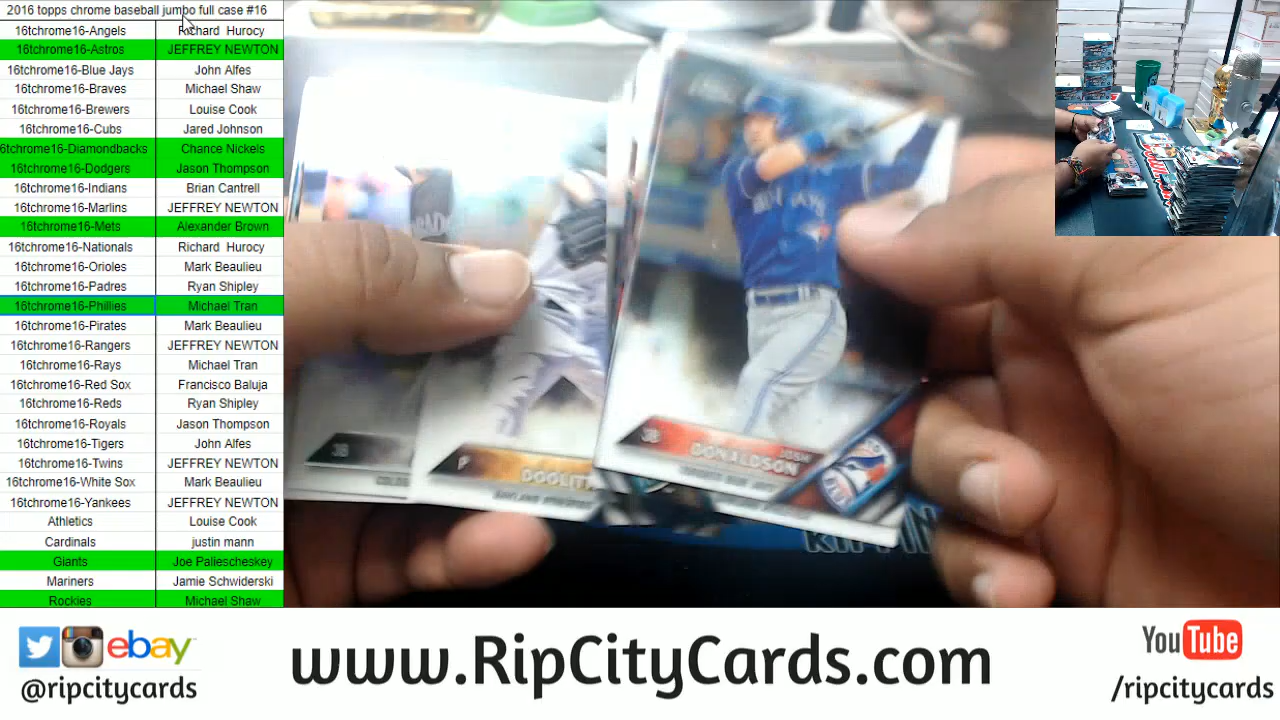 2016 topps chrome baseball jumbo full case #16
16tchrome16-Angels Richard Hurocy
16tchrome16-Astros JEFFREY NEWTON
16tchrome16-Blue Jays John Alfes
16tchrome16-Braves Michael Shaw
16tchrome16-Brewers Louise Cook
16tchrome16-Cubs Jared Johnson
6tchrome16-Diamondbacks Chance Nickels
16tchrome16-Dodgers Jason Thompson
16tchrome16-Indians Brian Cantrell
16tchrome16-Marlins JEFFREY NEWTON
16tchrome16-Mets Alexander Brown
16tchrome16-Nationals Richard Hurocy
16tchrome16-Orioles Mark Beaulieu
16tchrome16-Padres Ryan Shipley
16tchrome16-Phillies Michael Tran
16tchrome16-Pirates Mark Beaulieu
16tchrome16-Rangers JEFFREY NEWTON
16tchrome16-Rays Michael Tran
16tchrome16-Red Sox Francisco Baluja
16tchrome16-Reds Ryan Shipley
16tchrome16-Royals Jason Thompson
16tchrome16-Tigers John Alfes
16tchrome16-Twins JEFFREY NEWTON
16tchrome16-White Sox Mark Beaulieu
16tchrome16-Yankees JEFFREY NEWTON
Athletics Louise Cook
Cardinals justin mann
Giants Joe Paliescheskey
Mariners Jamie Schwiderski
Rockies Michael Shaw
3B
P
DOOLIT
3B
JOSH
DONALDSON
ebay
@ripcitycards
www.RipCityCards.com
YouTube
/ripcitycards